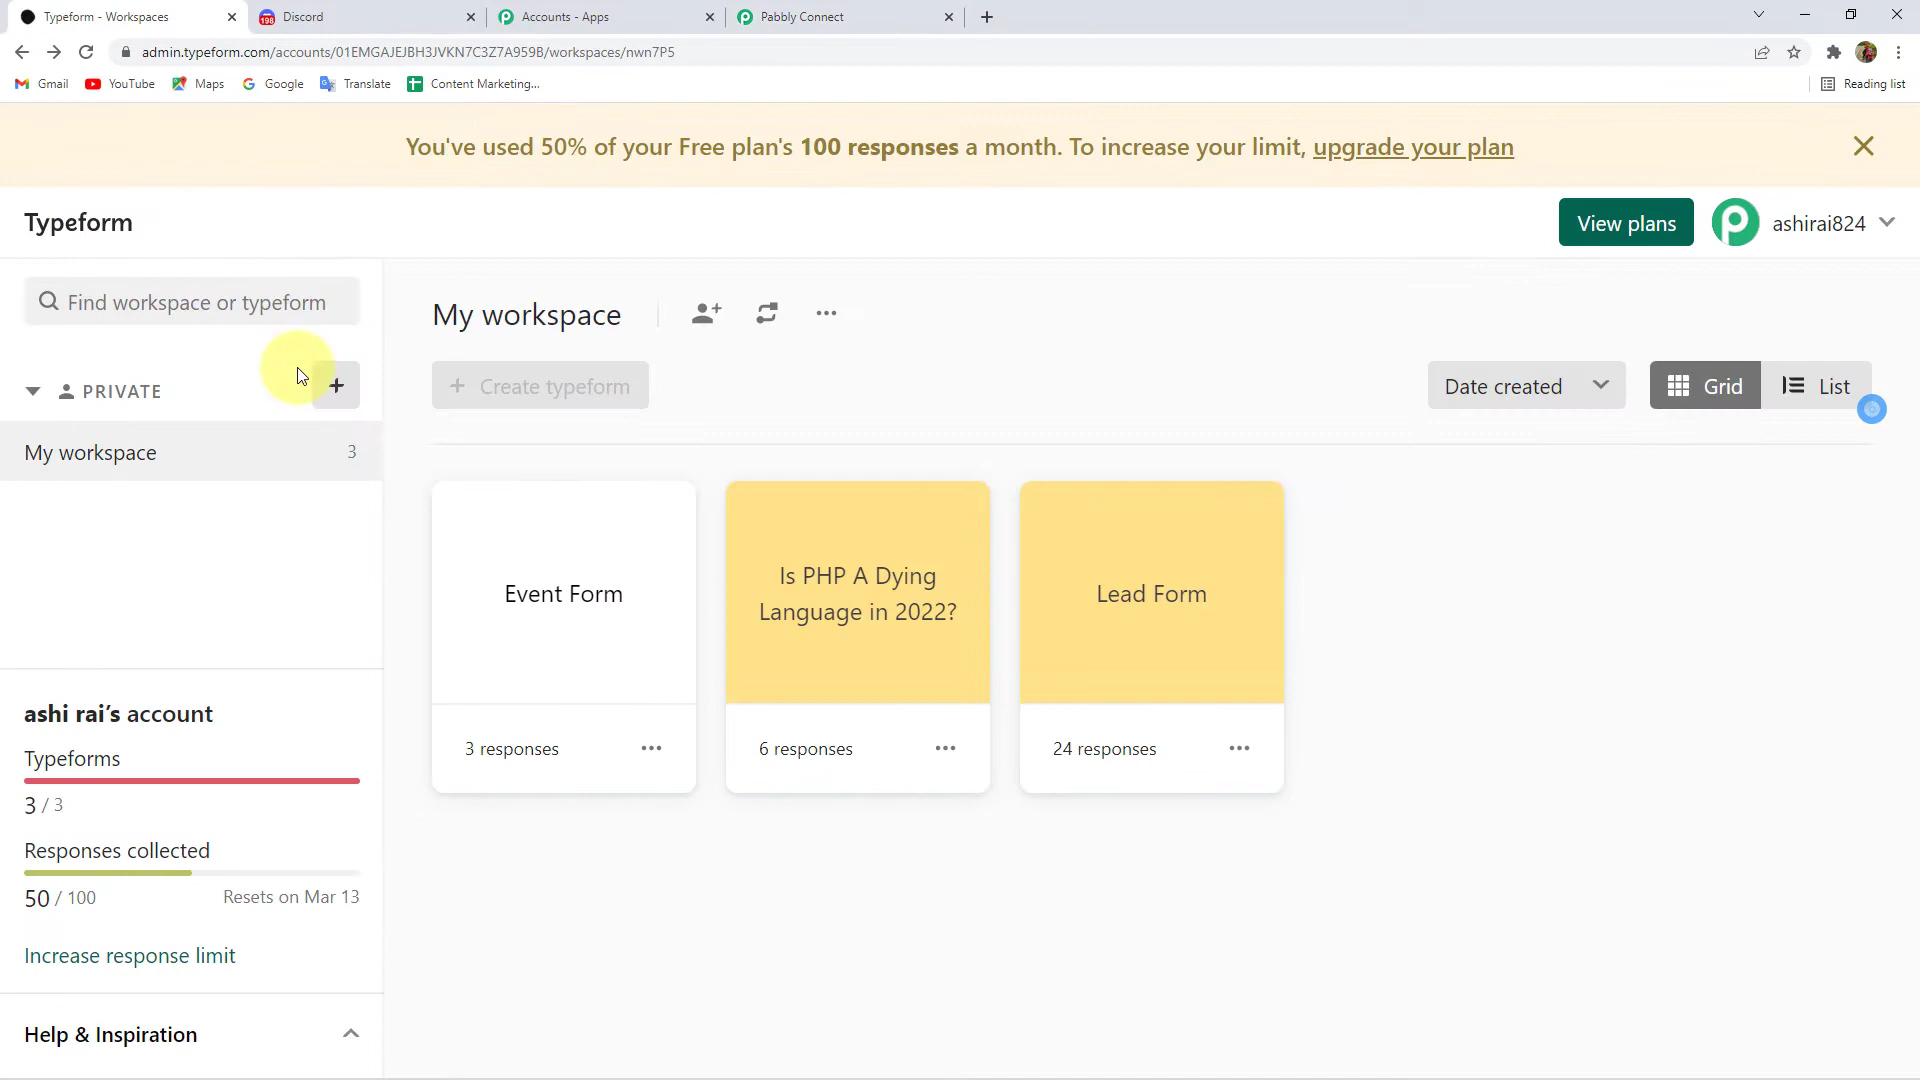 Typeform - Workspaces
198
Discord
Accounts - Apps
Pabbly Connect
admin.typeform.com/accounts/01EMGAJEJBH3JVKN7C3Z7A959B/workspaces/nwn7P5
Gmail
YouTube
Maps
Google
Translate
Content Marketing...
Reading list
You've used 50% of your Free plan's 100 responses a month. To increase your limit, upgrade your plan
Typeform
View plans
ashirai824
Find workspace or typeform
My workspace
PRIVATE
+ Create typeform
Date created
Grid
List
My workspace 3
Event Form
Is PHP A Dying
Language in 2022?
Lead Form
3 responses
6 responses
24 responses
ashi rai’s account
Typeforms
3 / 3
Responses collected
50 / 100
Resets on Mar 13
Increase response limit
Help & Inspiration